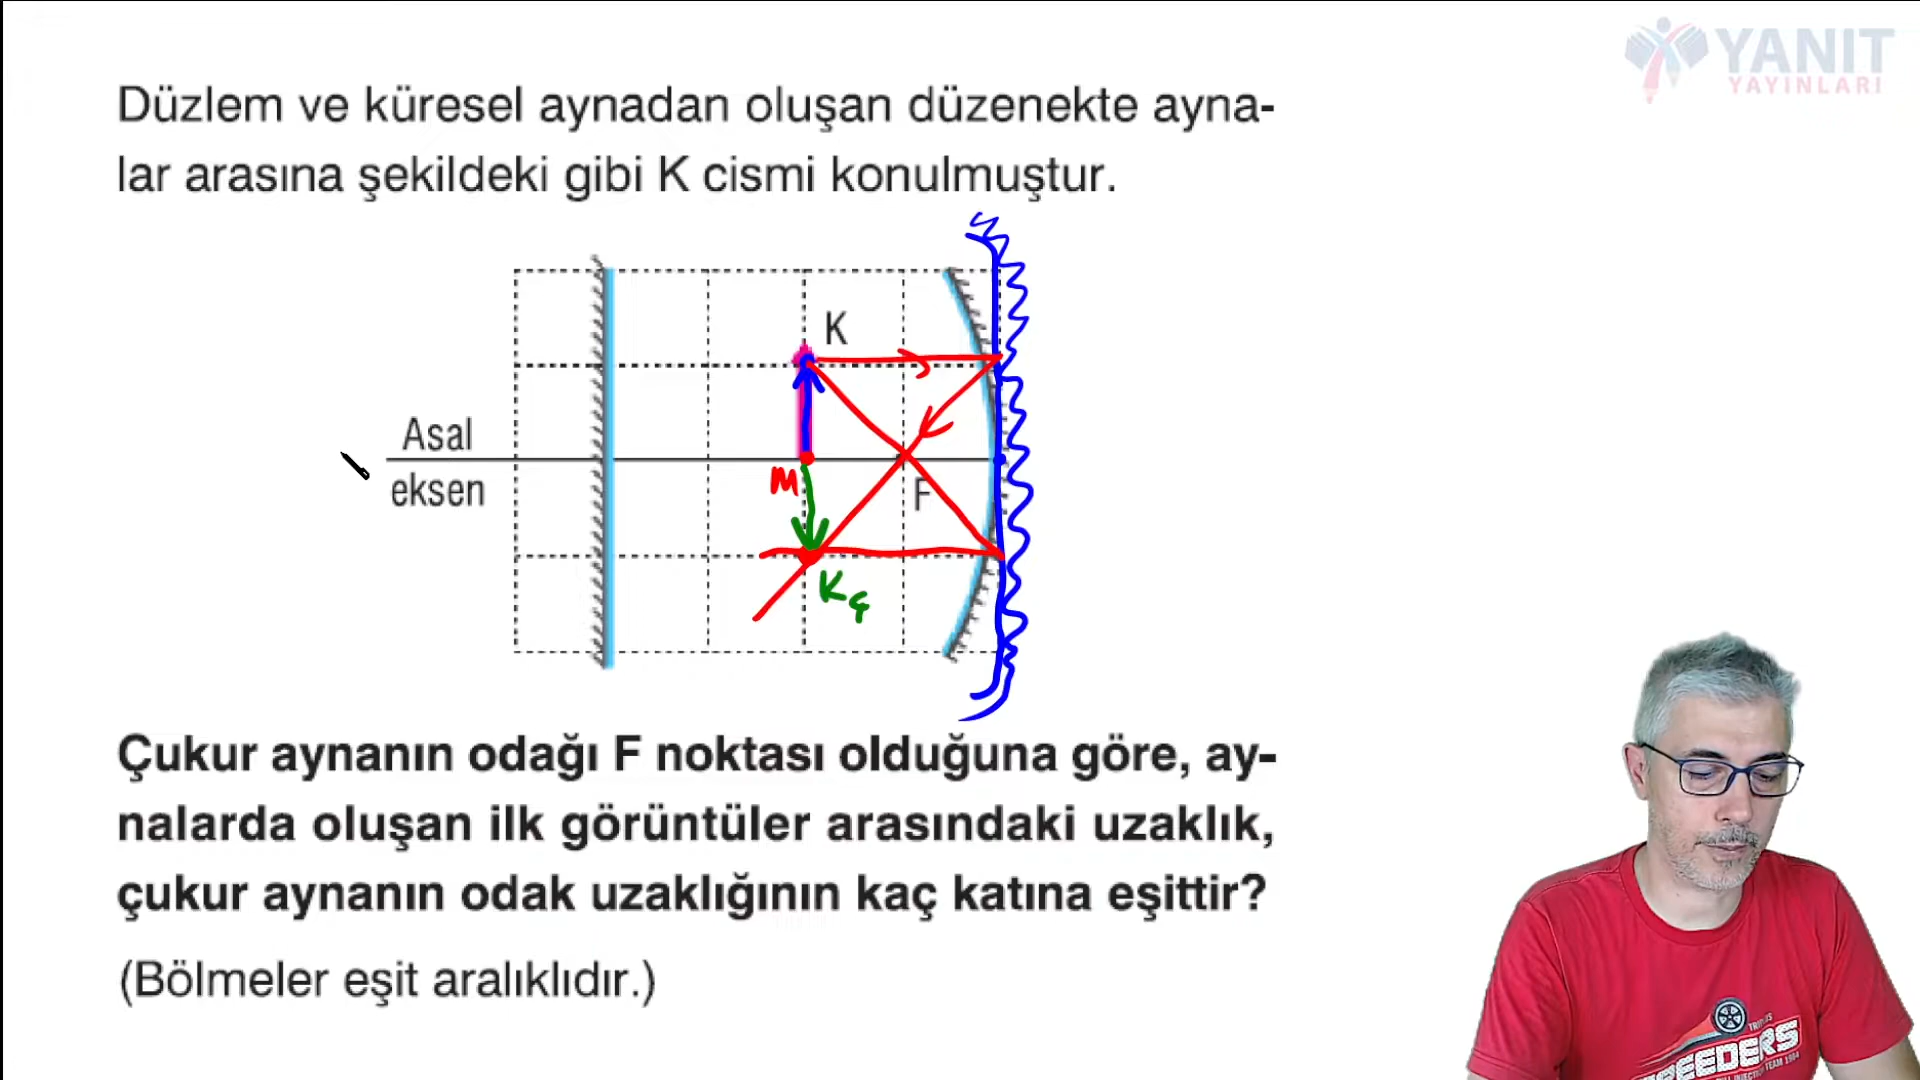 YANIT
YAYINLARI
Düzlem ve küresel aynadan oluşan düzenekte ayna-
lar arasına şekildeki gibi K cismi konulmuştur.
K
Asal
eksen
M
F
Kç
Çukur aynanın odağı F noktası olduğuna göre, ay-
nalarda oluşan ilk görüntüler arasındaki uzaklık,
çukur aynanın odak uzaklığının kaç katına eşittir?
(Bölmeler eşit aralıklıdır.)